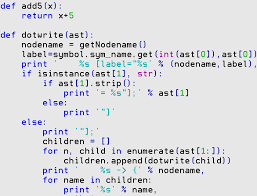 def add5(x):
    return x+5

def dotwrite(ast):
    nodename = getNodename()
    label=symbol.sym_name.get(int(ast[0]),ast[0])
    print '    %s [label="%s' % (nodename,label),
    if isinstance(ast[1], str):
        if ast[1].strip():
            print '= %s"];' % ast[1]
        else:
            print '"]'
    else:
        print '"];'
        children = []
        for n, child in enumerate(ast[1:]):
            children.append(dotwrite(child))
        print '    %s -> {' % nodename,
        for name in children:
            print '%s' % name,